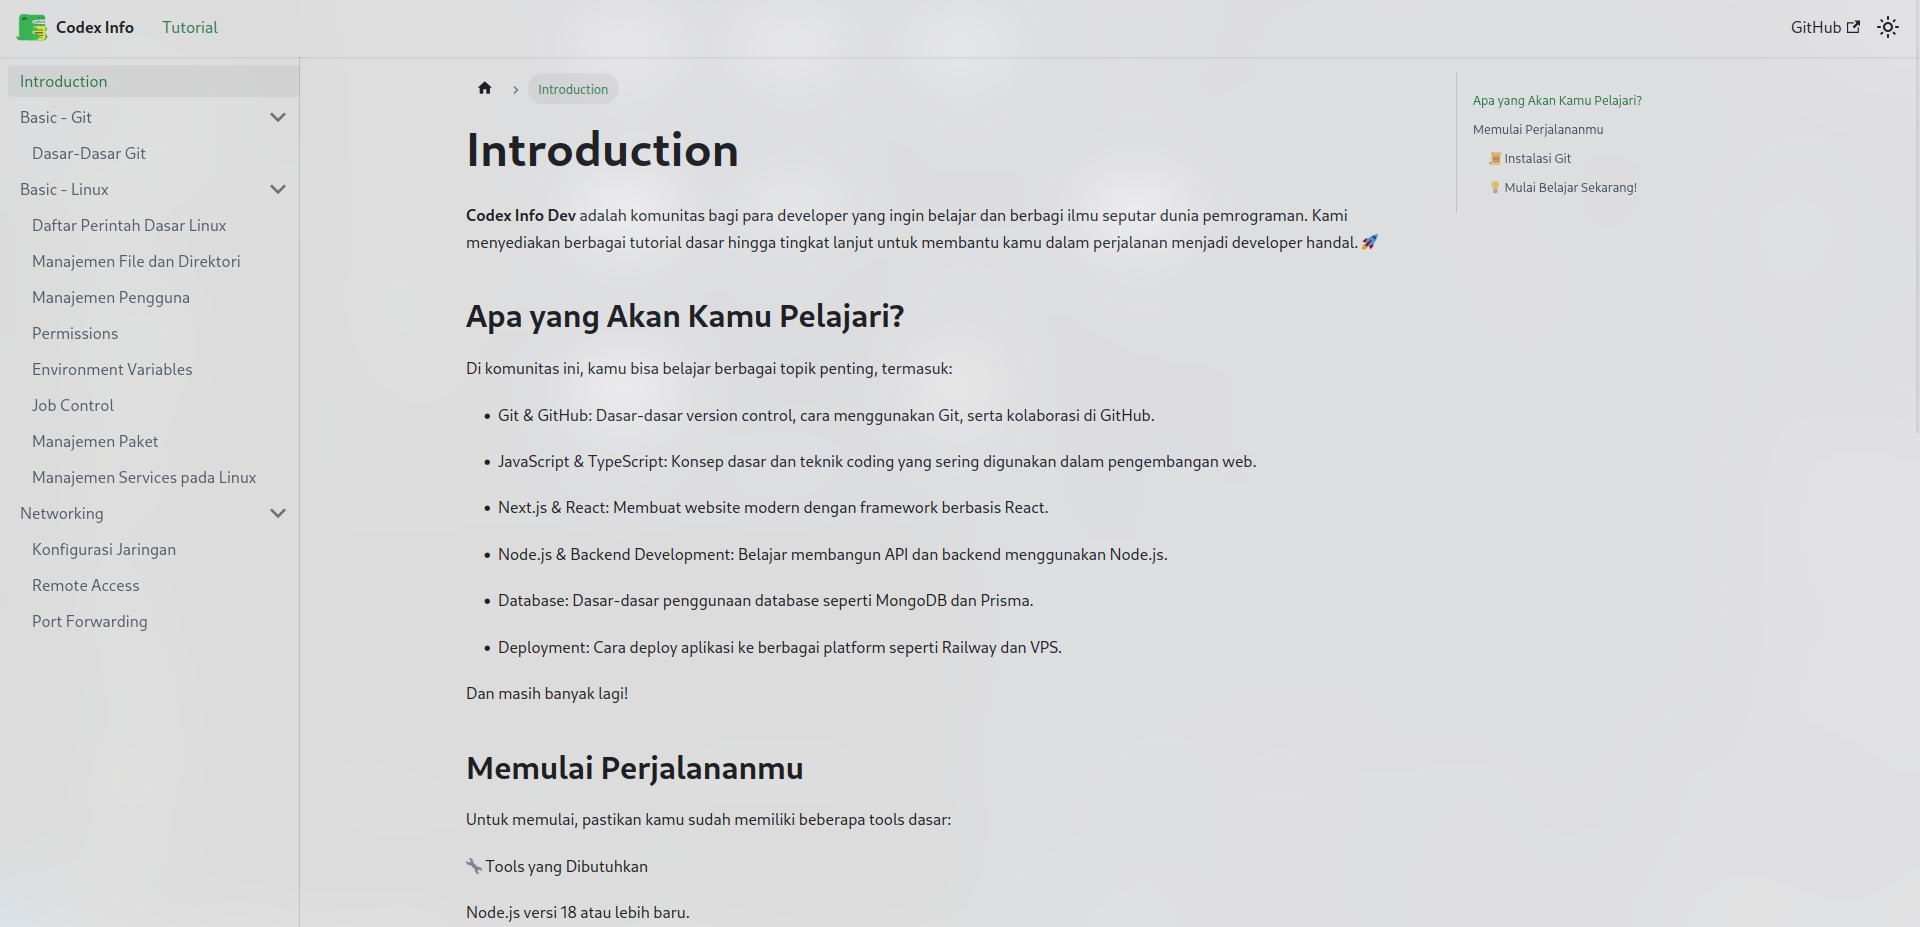 Codex Info
Tutorial
GitHub
Introduction
Basic - Git
Dasar-Dasar Git
Basic - Linux
Daftar Perintah Dasar Linux
Manajemen File dan Direktori
Manajemen Pengguna
Permissions
Environment Variables
Job Control
Manajemen Paket
Manajemen Services pada Linux
Networking
Konfigurasi Jaringan
Remote Access
Port Forwarding
Introduction
Introduction
Codex Info Dev adalah komunitas bagi para developer yang ingin belajar dan berbagi ilmu seputar dunia pemrograman. Kami
menyediakan berbagai tutorial dasar hingga tingkat lanjut untuk membantu kamu dalam perjalanan menjadi developer handal. 🚀
Apa yang Akan Kamu Pelajari?
Di komunitas ini, kamu bisa belajar berbagai topik penting, termasuk:
• Git & GitHub: Dasar-dasar version control, cara menggunakan Git, serta kolaborasi di GitHub.
• JavaScript & TypeScript: Konsep dasar dan teknik coding yang sering digunakan dalam pengembangan web.
• Next.js & React: Membuat website modern dengan framework berbasis React.
• Node.js & Backend Development: Belajar membangun API dan backend menggunakan Node.js.
• Database: Dasar-dasar penggunaan database seperti MongoDB dan Prisma.
• Deployment: Cara deploy aplikasi ke berbagai platform seperti Railway dan VPS.
Dan masih banyak lagi!
Memulai Perjalananmu
Untuk memulai, pastikan kamu sudah memiliki beberapa tools dasar:
🔧 Tools yang Dibutuhkan
Node.js versi 18 atau lebih baru.
Apa yang Akan Kamu Pelajari?
Memulai Perjalananmu
📜 Instalasi Git
💡 Mulai Belajar Sekarang!